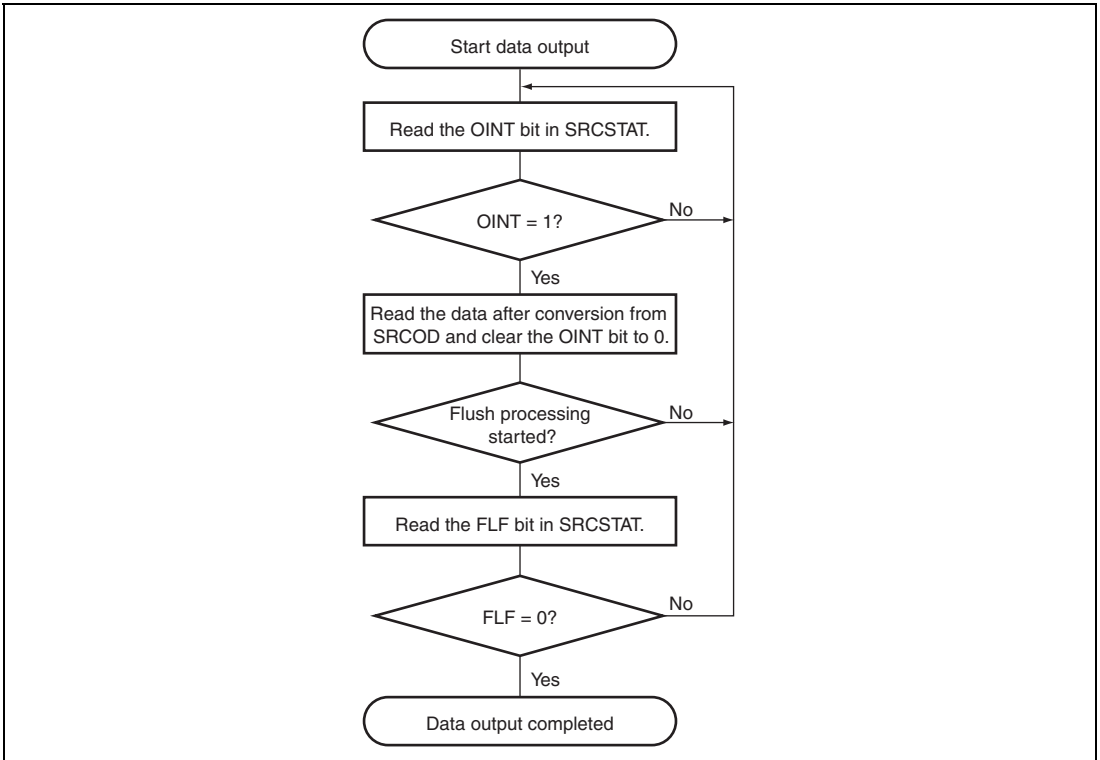 Start data output
Read the OINT bit in SRCSTAT.
OINT = 1?
No
Yes
Read the data after conversion from
SRCOD and clear the OINT bit to 0.
Flush processing
started?
No
Yes
Read the FLF bit in SRCSTAT.
FLF = 0?
No
Yes
Data output completed